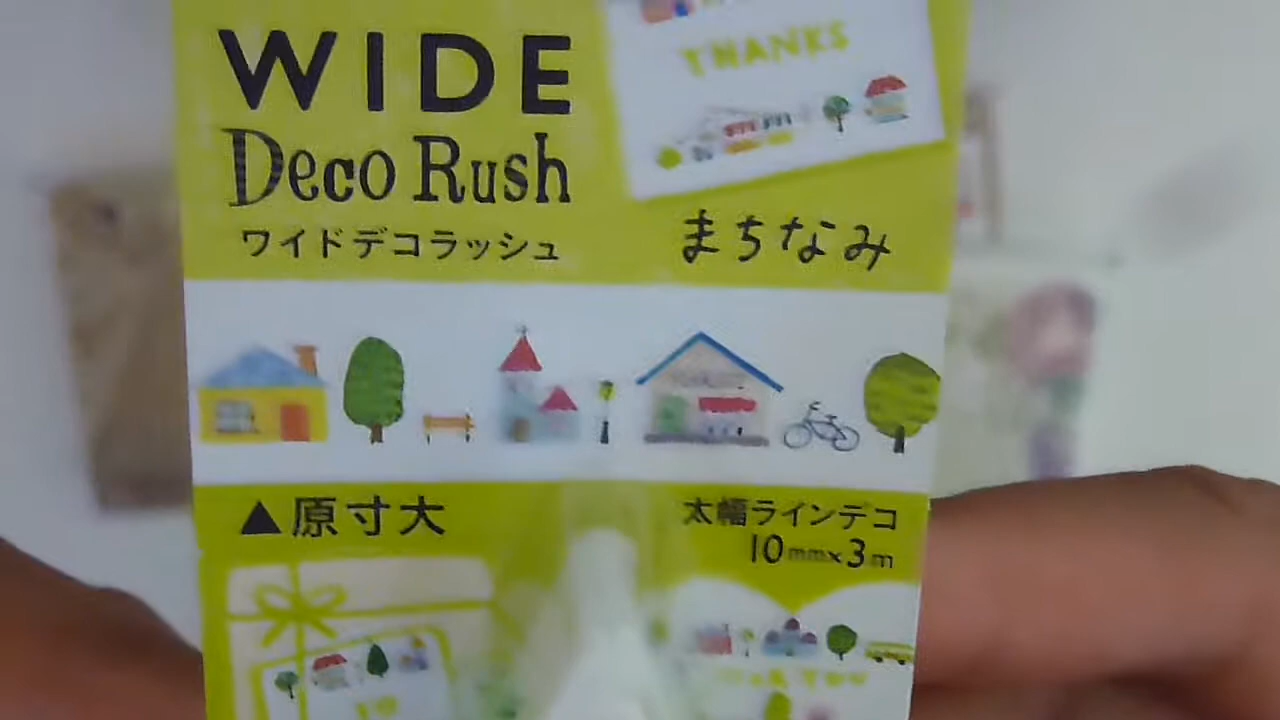 WIDE
THANKS
Deco Rush
ワイドデコラッシュ
まちなみ
▲原寸大
太幅ラインデコ
10mm×3m